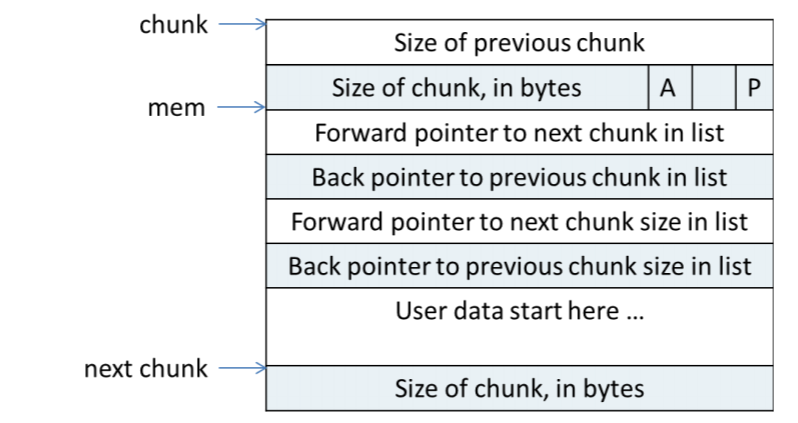 chunk
Size of previous chunk
Size of chunk, in bytes A P
mem
Forward pointer to next chunk in list
Back pointer to previous chunk in list
Forward pointer to next chunk size in list
Back pointer to previous chunk size in list
User data start here ...
next chunk
Size of chunk, in bytes